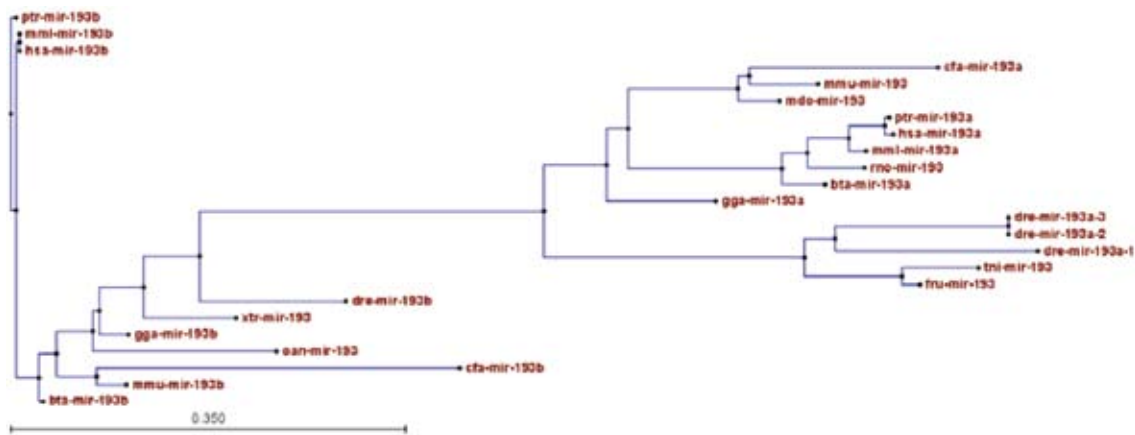 ptr-mir-193b
mml-mir-193b
hsa-mir-193b
cfa-mir-193a
mmu-mir-193
mdo-mir-193
ptr-mir-193a
hsa-mir-193a
mml-mir-193a
rno-mir-193
bta-mir-193a
gga-mir-193a
dre-mir-193a-3
dre-mir-193a-2
dre-mir-193a-1
tni-mir-193
fru-mir-193
dre-mir-193b
xtr-mir-193
gga-mir-193b
oan-mir-193
cfa-mir-193b
mmu-mir-193b
bta-mir-193b
0.350